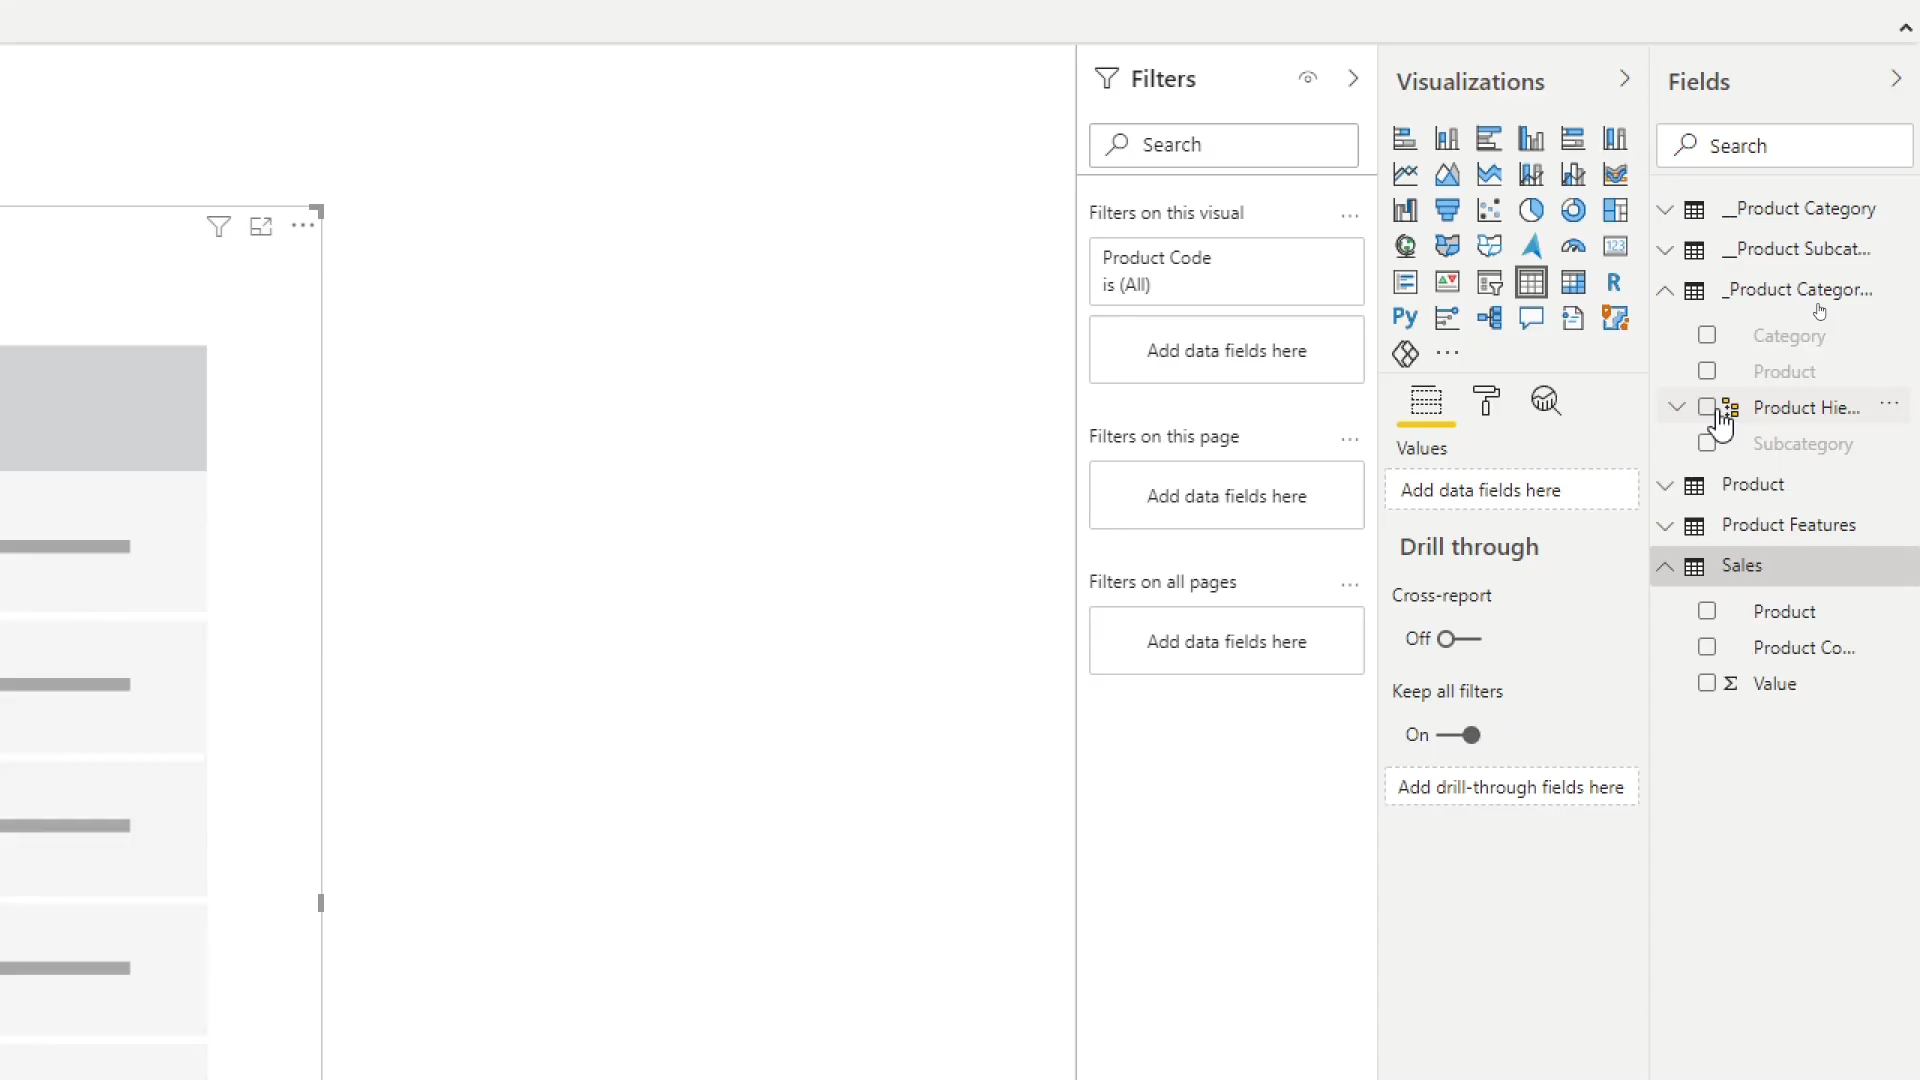 Filters
Search
Filters on this visual
Product Code
is (All)
Add data fields here
Filters on this page
Add data fields here
Filters on all pages
Add data fields here
Visualizations
123
R
Py
Values
Add data fields here
Drill through
Cross-report
Off
Keep all filters
On
Add drill-through fields here
Fields
Search
__Product Category
__Product Subcat...
_Product Categor...
Category
Product
Product Hie...
Subcategory
Product
Product Features
Sales
Product
Product Co...
Σ Value